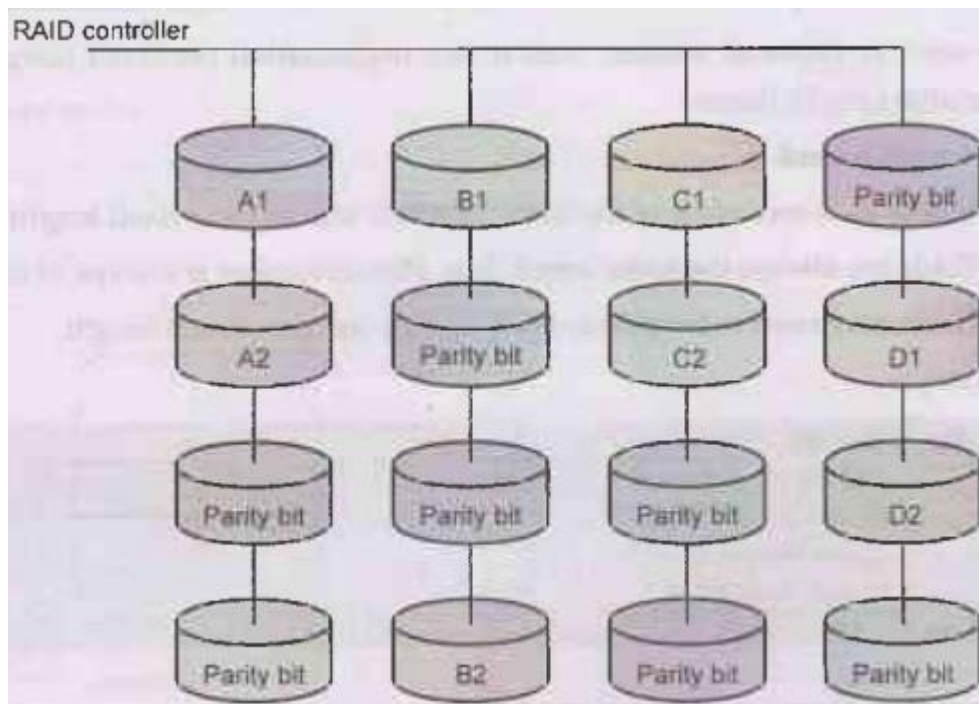 RAID controller
A1 B1 C1 Parity bit
A2 Parity bit C2 D1
Parity bit Parity bit Parity bit D2
Parity bit B2 Parity bit Parity bit